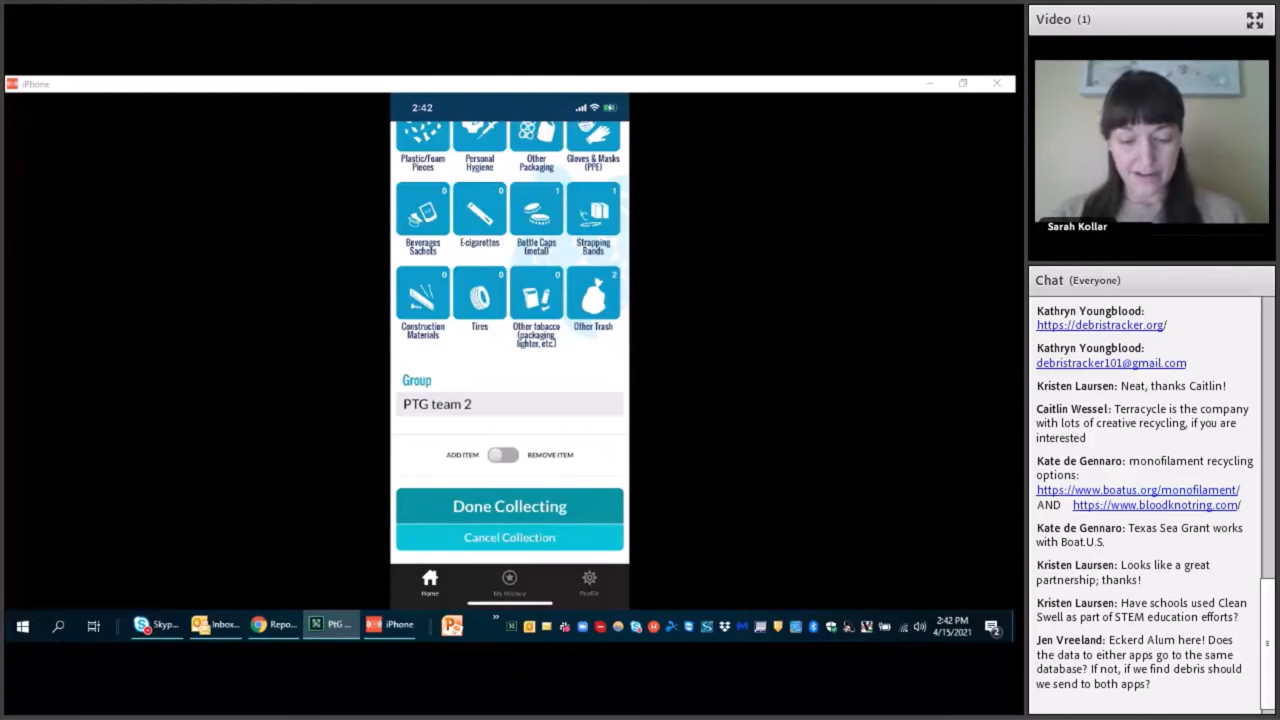 Video (1)
iPhone
2:42
Plastic/Foam Pieces
Personal Hygiene
Other Packaging
Gloves & Masks (PPE)
0
0
1
1
Beverages Sachets
E-cigarettes
Bottle Caps (metal)
Strapping Bands
0
0
0
2
Construction Materials
Tires
Other tobacco (packaging, lighter, etc.)
Other Trash
Group
PTG team 2
ADD ITEM
REMOVE ITEM
Done Collecting
Cancel Collection
Home
My History
Profile
Skyp...
Inbox...
Repo...
PtG ...
iPhone
2:42 PM
4/15/2021
2
Sarah Kollar
Chat (Everyone)
Kathryn Youngblood:
https://debristracker.org/
Kathryn Youngblood:
debristracker101@gmail.com
Kristen Laursen: Neat, thanks Caitlin!
Caitlin Wessel: Terracycle is the company
with lots of creative recycling, if you are
interested
Kate de Gennaro: monofilament recycling
options:
https://www.boatus.org/monofilament/
AND https://www.bloodknotring.com/
Kate de Gennaro: Texas Sea Grant works
with Boat.U.S.
Kristen Laursen: Looks like a great
partnership; thanks!
Kristen Laursen: Have schools used Clean
Swell as part of STEM education efforts?
Jen Vreeland: Eckerd Alum here! Does
the data to either apps go to the same
database? If not, if we find debris should
we send to both apps?